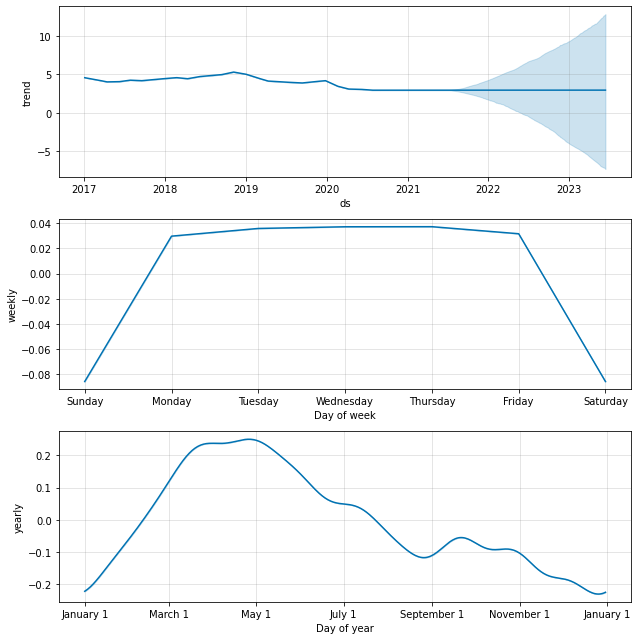 10
5
0
−5
trend
2017 2018 2019 2020 2021 2022 2023
ds
0.04
0.02
0.00
−0.02
−0.04
−0.06
−0.08
weekly
Sunday Monday Tuesday Wednesday Thursday Friday Saturday
Day of week
0.2
0.1
0.0
−0.1
−0.2
yearly
January 1 March 1 May 1 July 1 September 1 November 1 January 1
Day of year